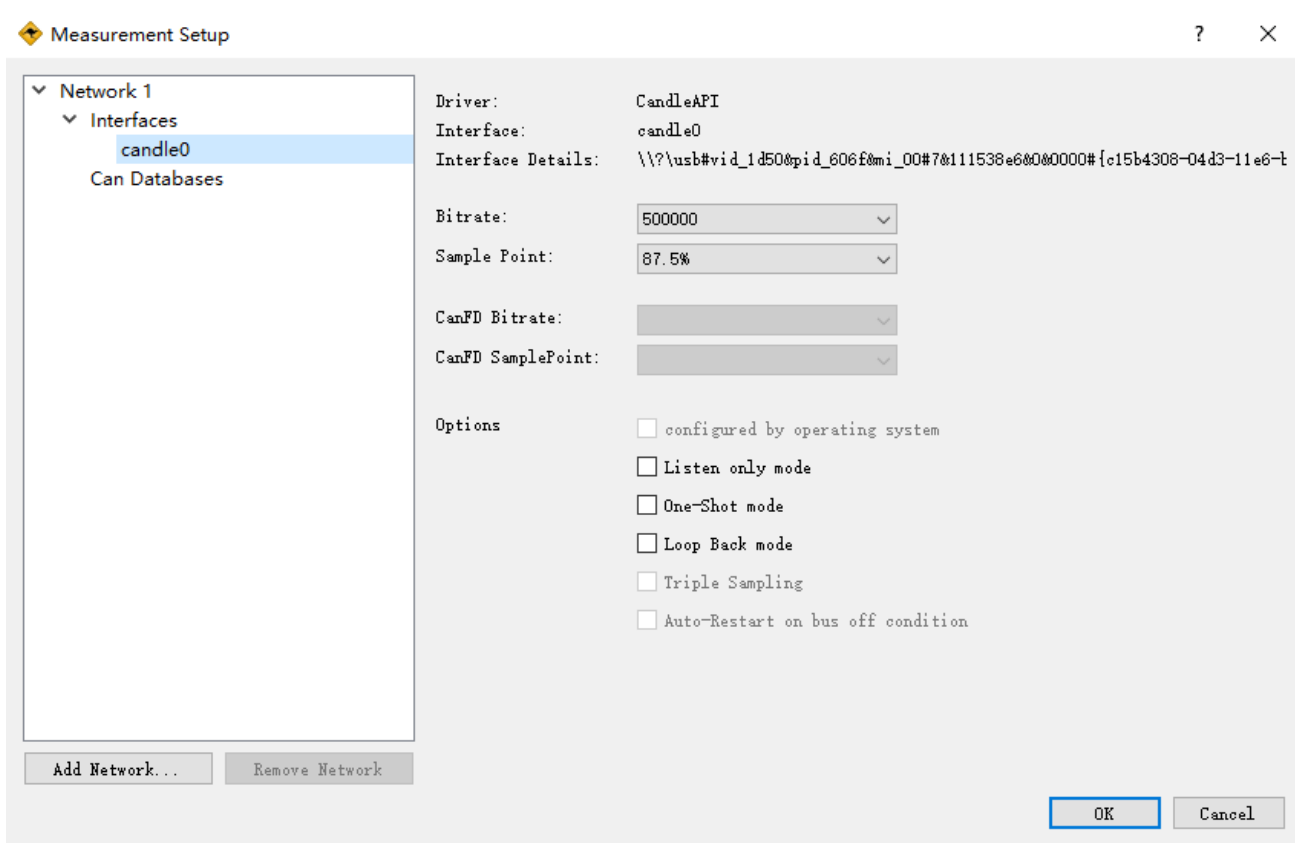 Measurement Setup
Network 1
Interfaces
candle0
Can Databases
Add Network...
Remove Network
Driver: CandleAPI
Interface: candle0
Interface Details: \\?\usb#vid_1d50&pid_606f&mi_00#7&111538e6&0&0000#{c15b4308-04d3-11e6-b
Bitrate: 500000
Sample Point: 87.5%
CanFD Bitrate:
CanFD SamplePoint:
Options
configured by operating system
Listen only mode
One-Shot mode
Loop Back mode
Triple Sampling
Auto-Restart on bus off condition
OK
Cancel